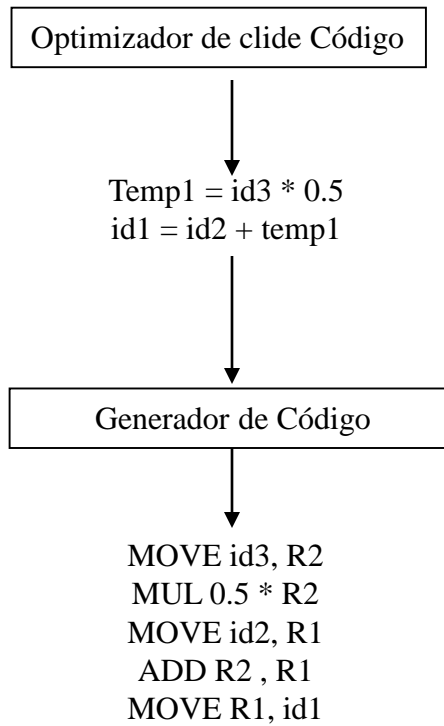 Optimizador de clide Código
Temp1 = id3 * 0.5
id1 = id2 + temp1
Generador de Código
MOVE id3, R2
MUL 0.5 * R2
MOVE id2, R1
ADD R2 , R1
MOVE R1, id1